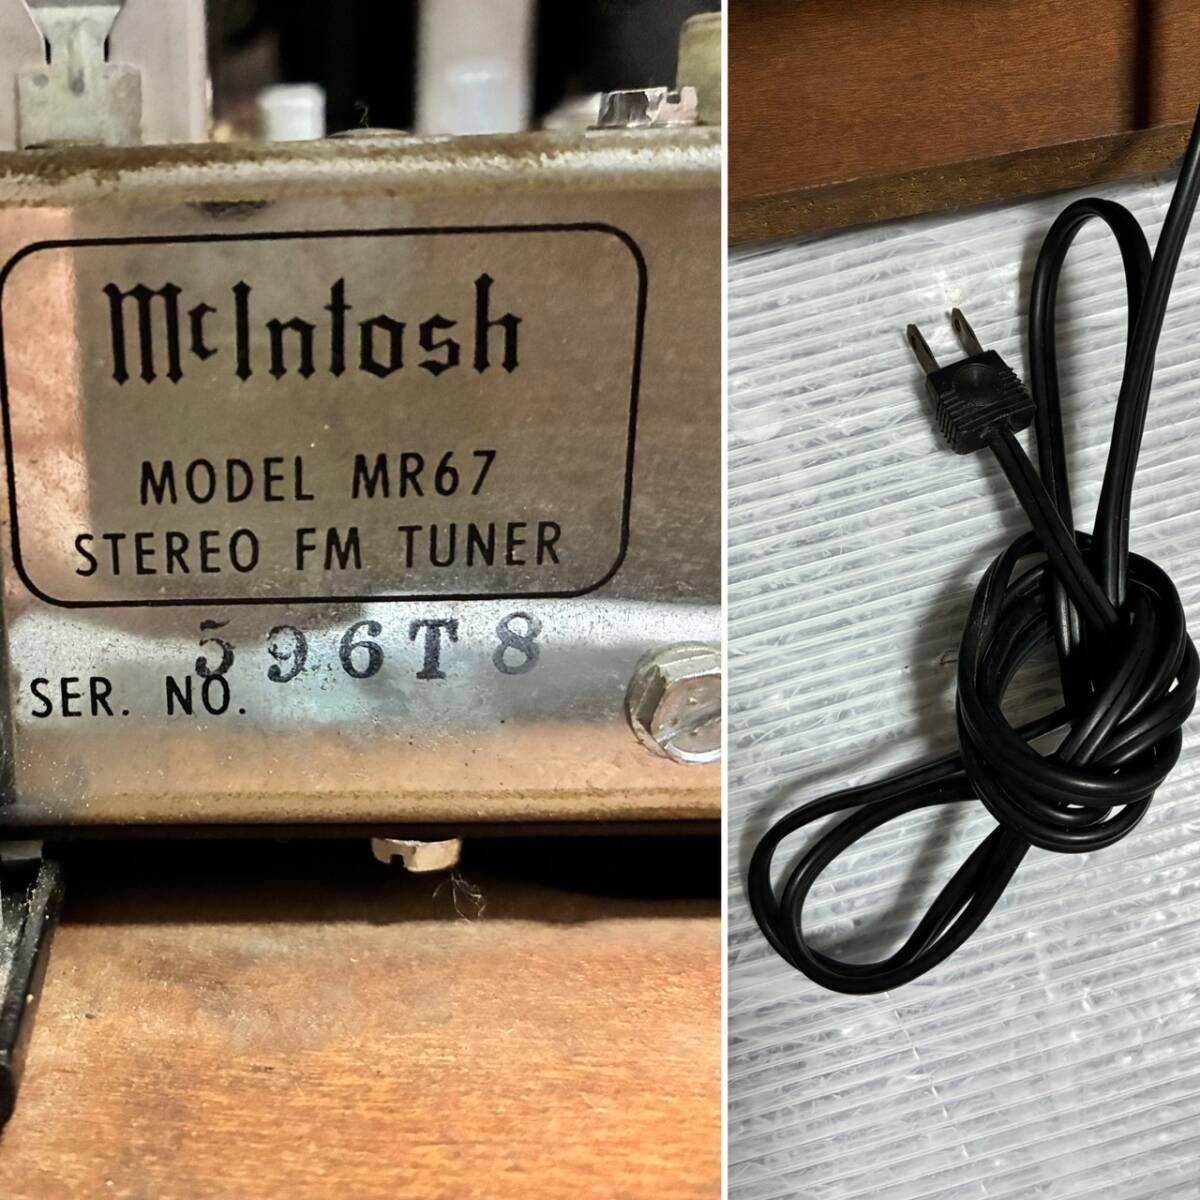 McIntosh
MODEL MR67
STEREO FM TUNER
596T8
SER. NO.